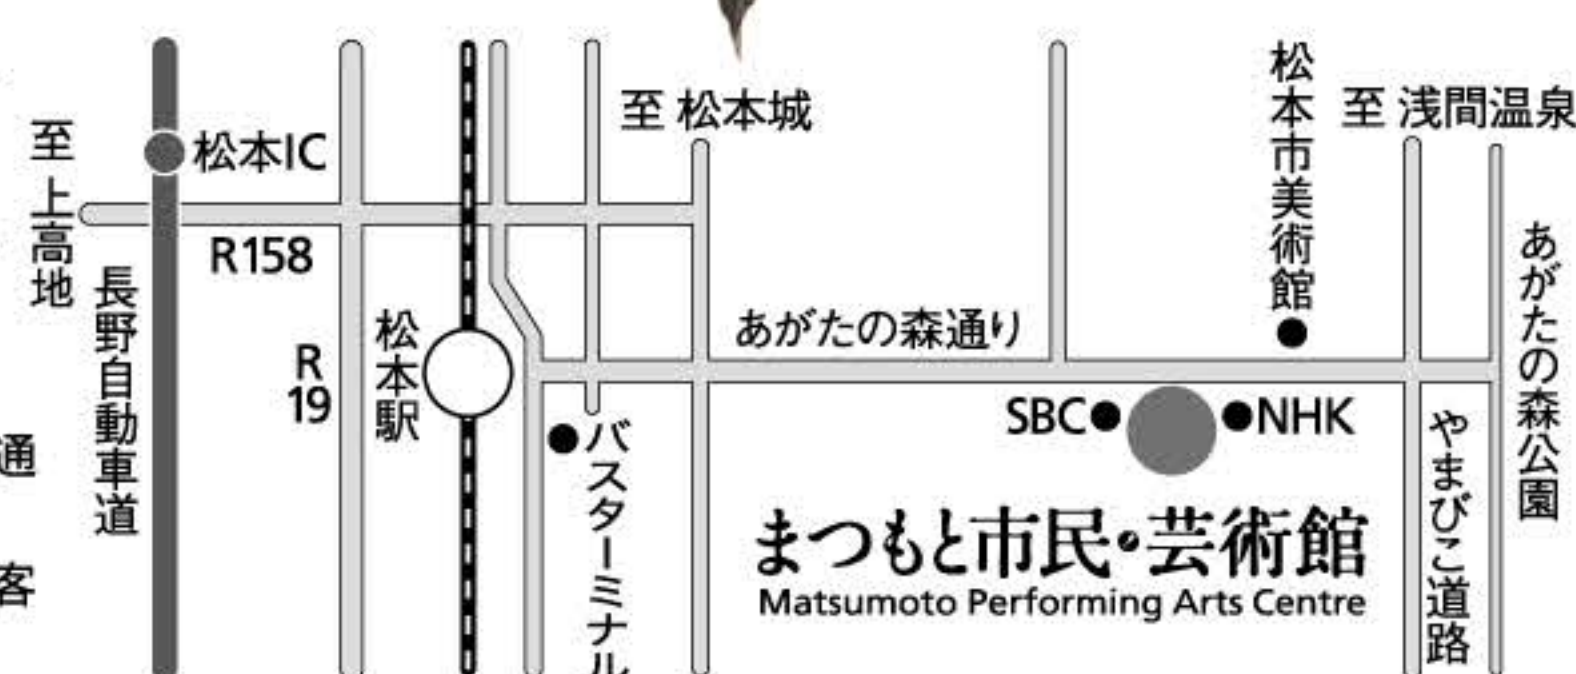 至 松本城
松本市美術館
至 浅間温泉
至 上高地
松本IC
R158
長野自動車道
R
19
松本駅
あがたの森通り
あがたの森公園
SBC
NHK
バスターミナル
やまびこ道路
まつもと市民・芸術館
Matsumoto Performing Arts Centre
通
客